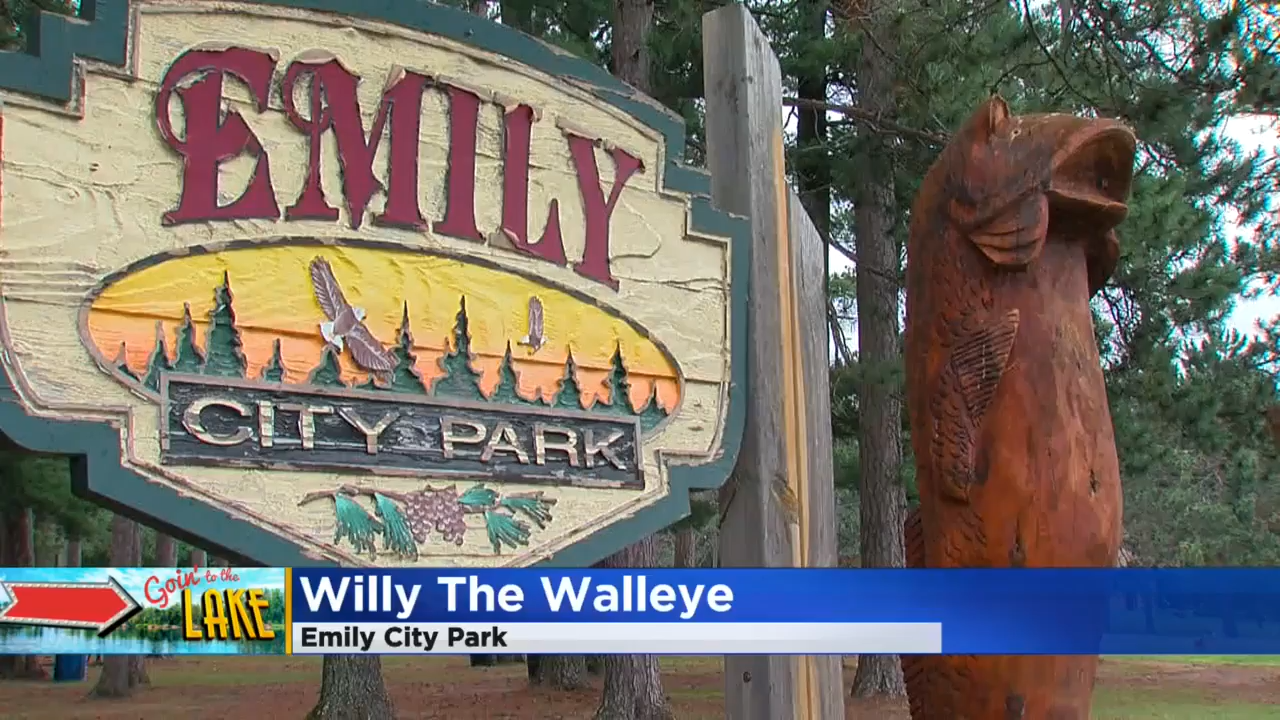 EMILY
CITY PARK
Goin' to the
LAKE
Willy The Walleye
Emily City Park